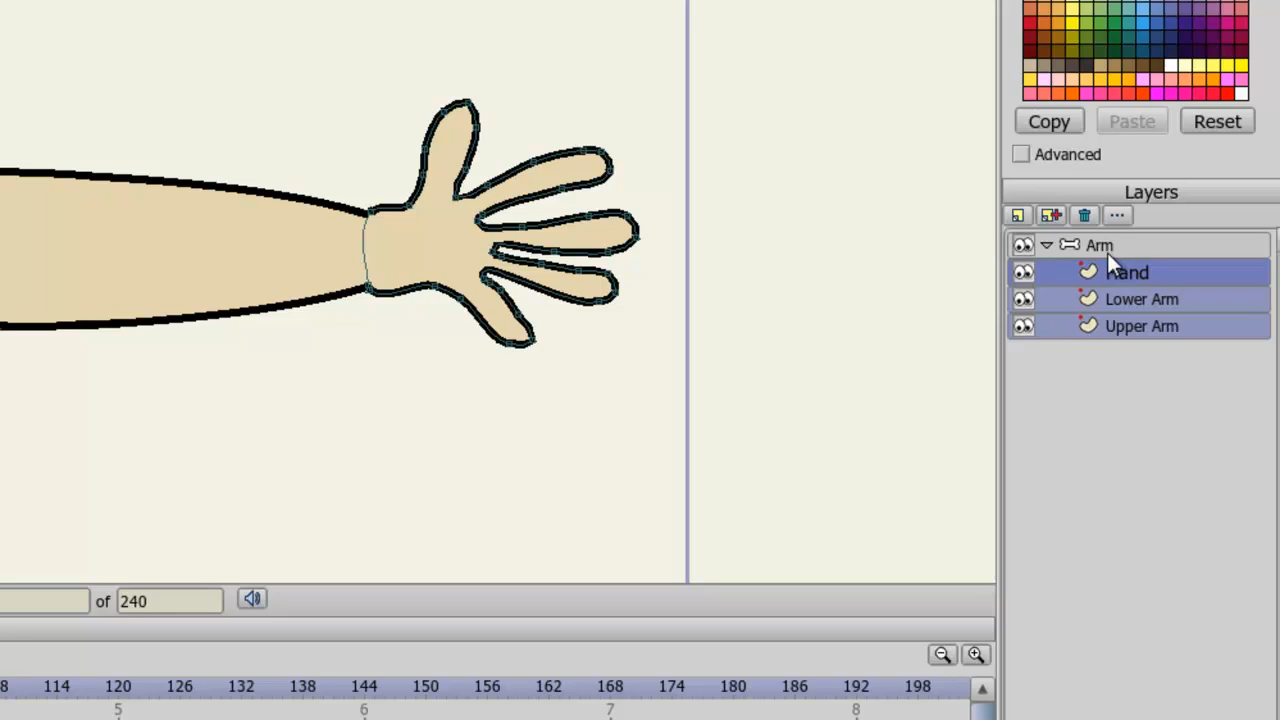 Copy Paste Reset
Advanced
Layers
Arm
Hand
Lower Arm
Upper Arm
of 240
114 120 126 132 138 144 150 156 162 168 174 180 186 192 198
5 6 7 8